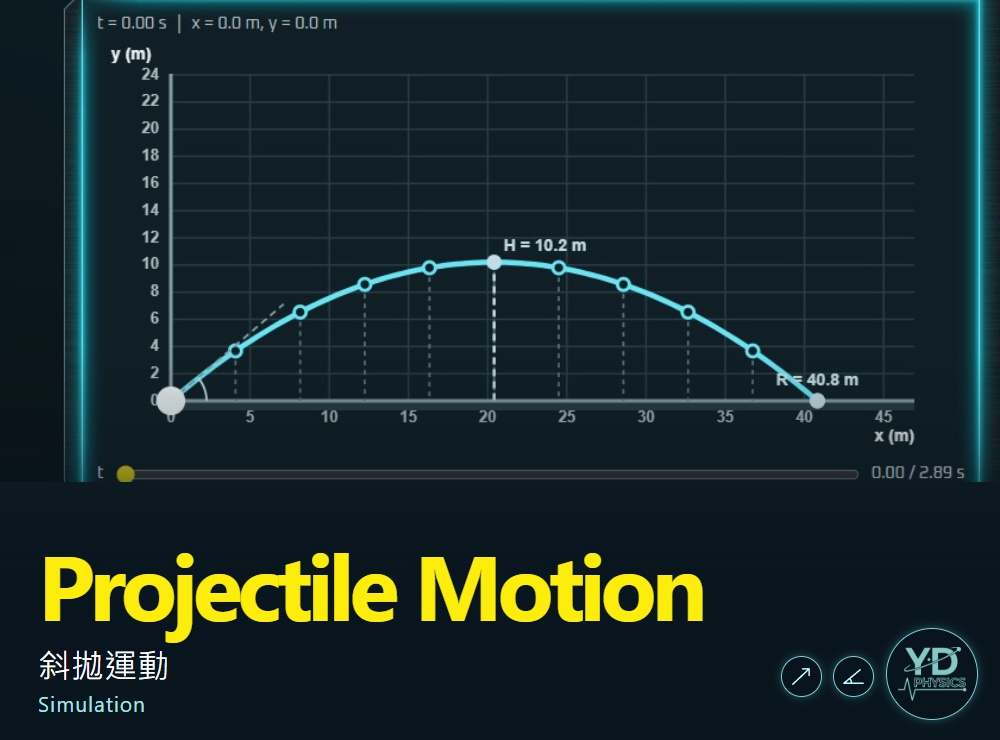 t = 0.00 s | x = 0.0 m, y = 0.0 m
y (m)
24
22
20
18
16
14
12
H = 10.2 m
10
8
6
4
2
R = 40.8 m
0
0 5 10 15 20 25 30 35 40 45
x (m)
t 0.00 / 2.89 s
Projectile Motion
斜拋運動
Simulation
YD
PHYSICS